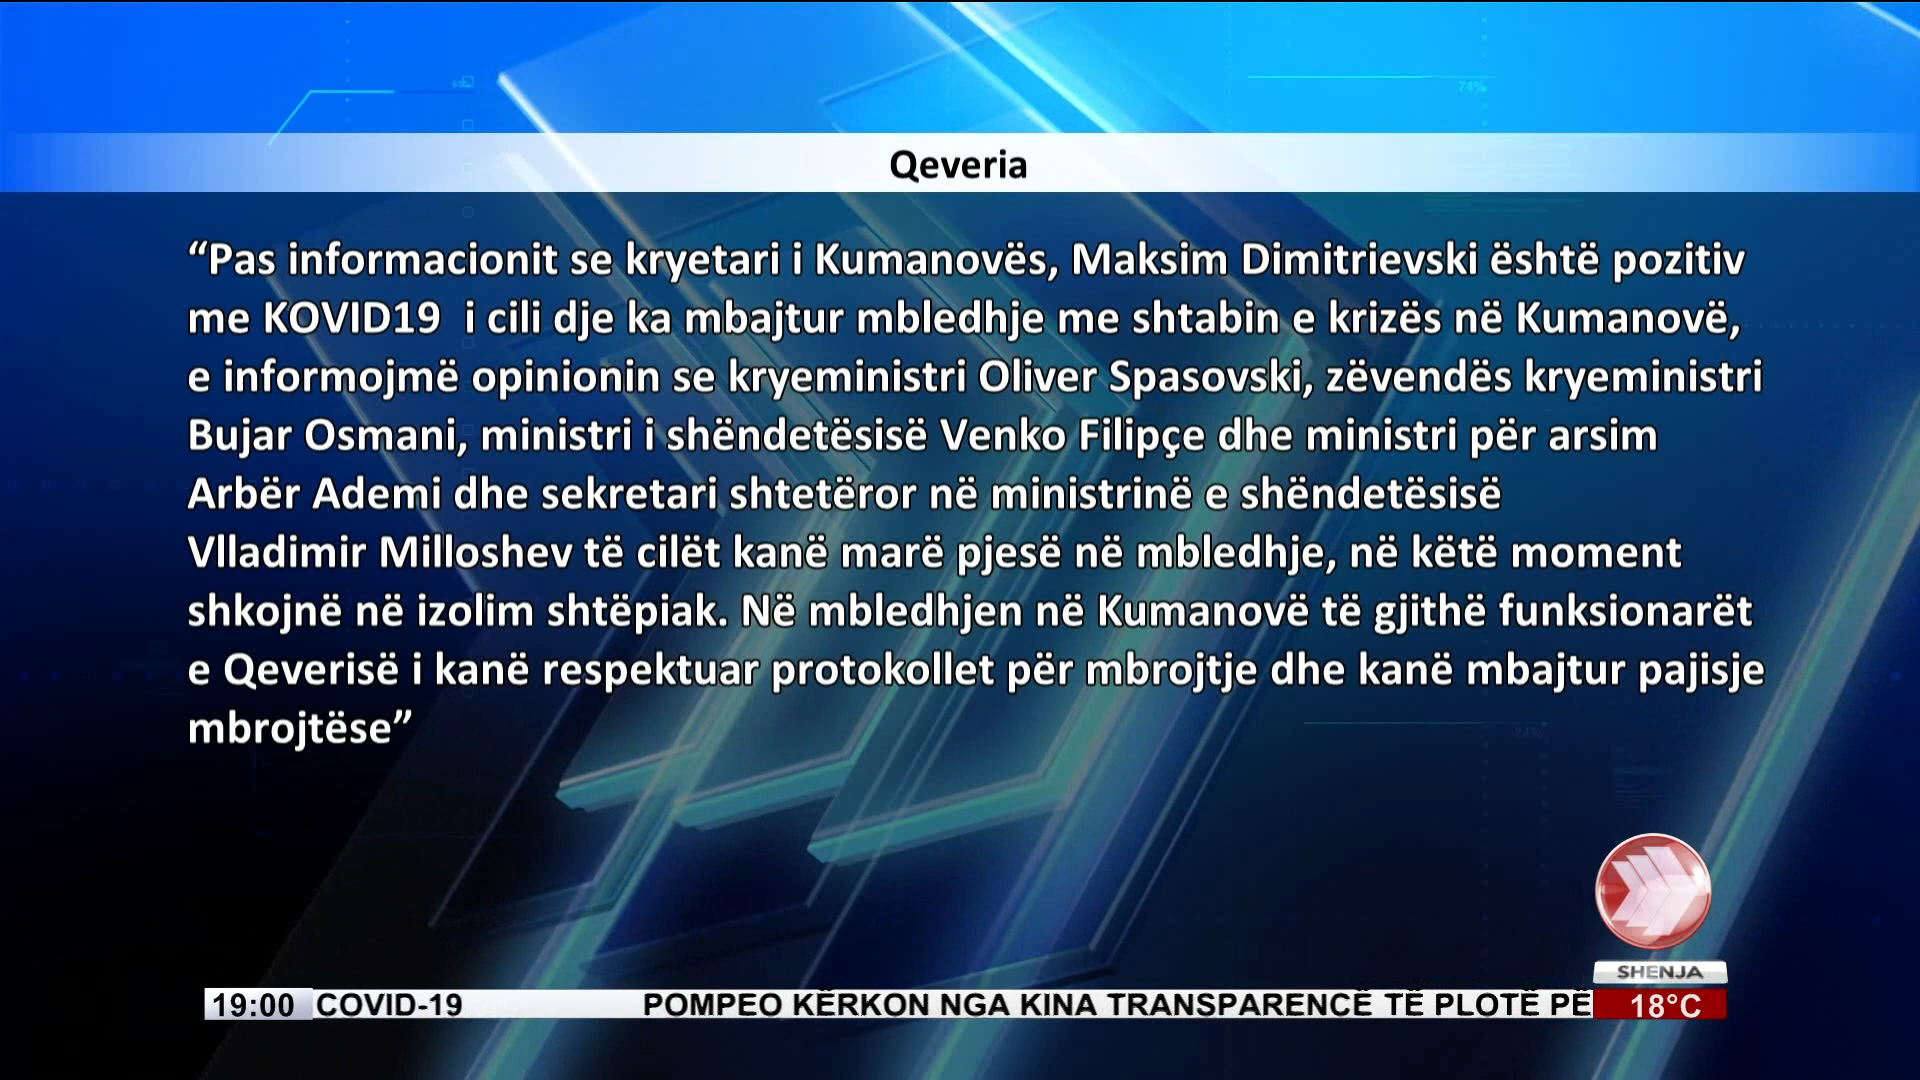 Qeveria
“Pas informacionit se kryetari i Kumanovës, Maksim Dimitrievski është pozitiv
me KOVID19  i cili dje ka mbajtur mbledhje me shtabin e krizës në Kumanovë,
e informojmë opinionin se kryeministri Oliver Spasovski, zëvendës kryeministri
Bujar Osmani, ministri i shëndetësisë Venko Filipçe dhe ministri për arsim
Arbër Ademi dhe sekretari shtetëror në ministrinë e shëndetësisë
Vlladimir Milloshev të cilët kanë marë pjesë në mbledhje, në këtë moment
shkojnë në izolim shtëpiak. Në mbledhjen në Kumanovë të gjithë funksionarët
e Qeverisë i kanë respektuar protokollet për mbrojtje dhe kanë mbajtur pajisje
mbrojtëse”
SHENJA
19:00 COVID-19 POMPEO KËRKON NGA KINA TRANSPARENCË TË PLOTË PË 18°C
74%